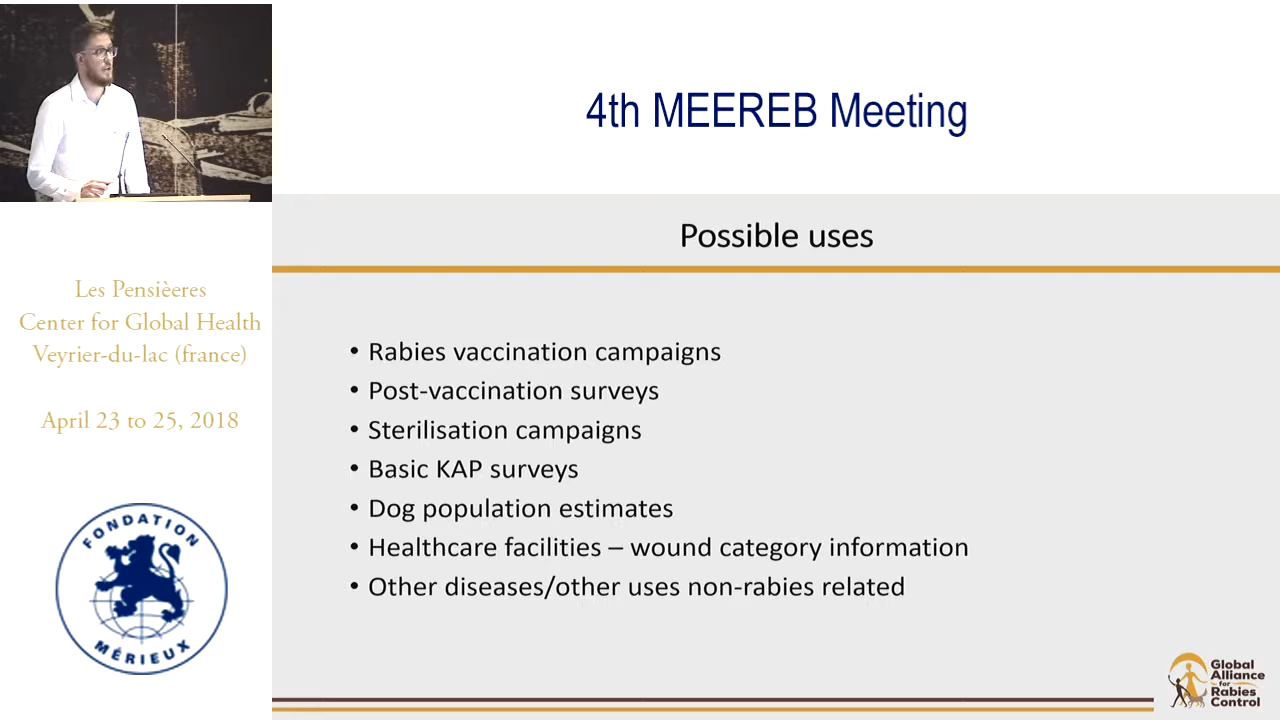 4th MEEREB Meeting
Possible uses
• Rabies vaccination campaigns
• Post-vaccination surveys
• Sterilisation campaigns
• Basic KAP surveys
• Dog population estimates
• Healthcare facilities – wound category information
• Other diseases/other uses non-rabies related
Les Pensièeres
Center for Global Health
Veyrier-du-lac (france)
April 23 to 25, 2018
FONDATION
MÉRIEUX
Global
Alliance
for
Rabies
Control